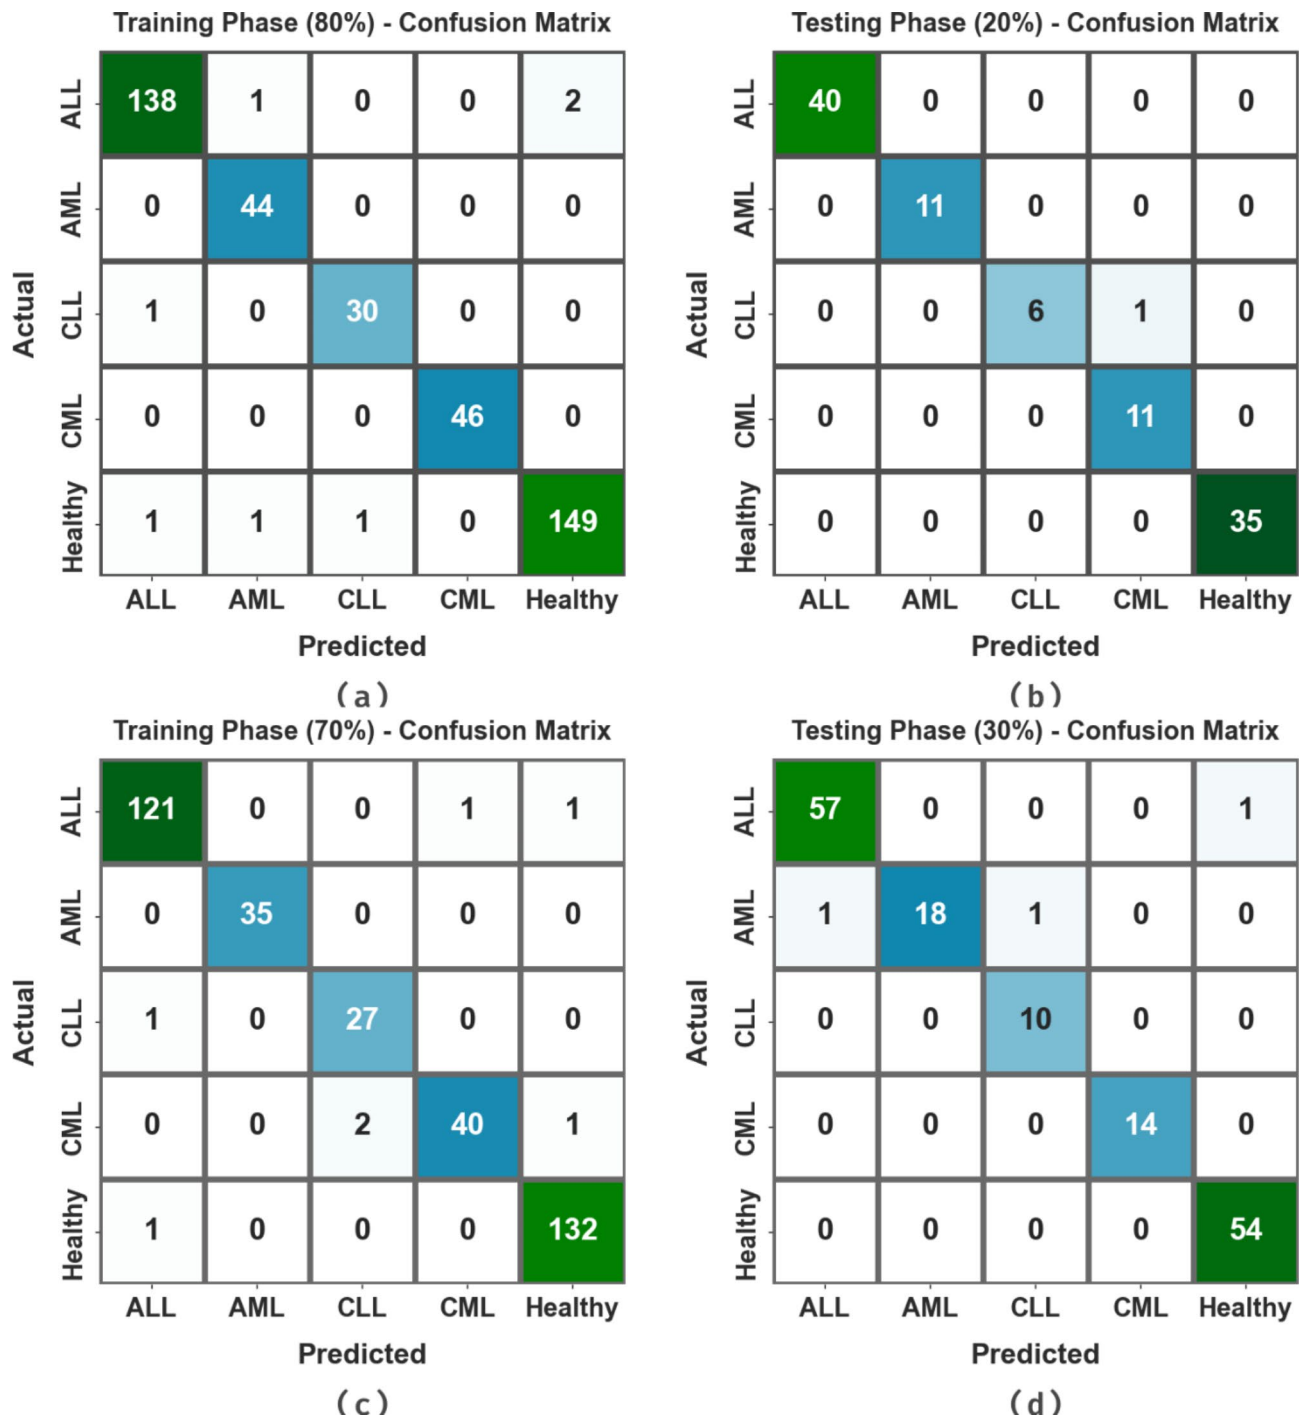 Training Phase (80%) - Confusion Matrix
ALL 138 1 0 0 2
AML 0 44 0 0 0
CLL 1 0 30 0 0
CML 0 0 0 46 0
Healthy 1 1 1 0 149
Actual
ALL AML CLL CML Healthy
Predicted
(a)
Testing Phase (20%) - Confusion Matrix
ALL 40 0 0 0 0
AML 0 11 0 0 0
CLL 0 0 6 1 0
CML 0 0 0 11 0
Healthy 0 0 0 0 35
Actual
ALL AML CLL CML Healthy
Predicted
(b)
Training Phase (70%) - Confusion Matrix
ALL 121 0 0 1 1
AML 0 35 0 0 0
CLL 1 0 27 0 0
CML 0 0 2 40 1
Healthy 1 0 0 0 132
Actual
ALL AML CLL CML Healthy
Predicted
(c)
Testing Phase (30%) - Confusion Matrix
ALL 57 0 0 0 1
AML 1 18 1 0 0
CLL 0 0 10 0 0
CML 0 0 0 14 0
Healthy 0 0 0 0 54
Actual
ALL AML CLL CML Healthy
Predicted
(d)